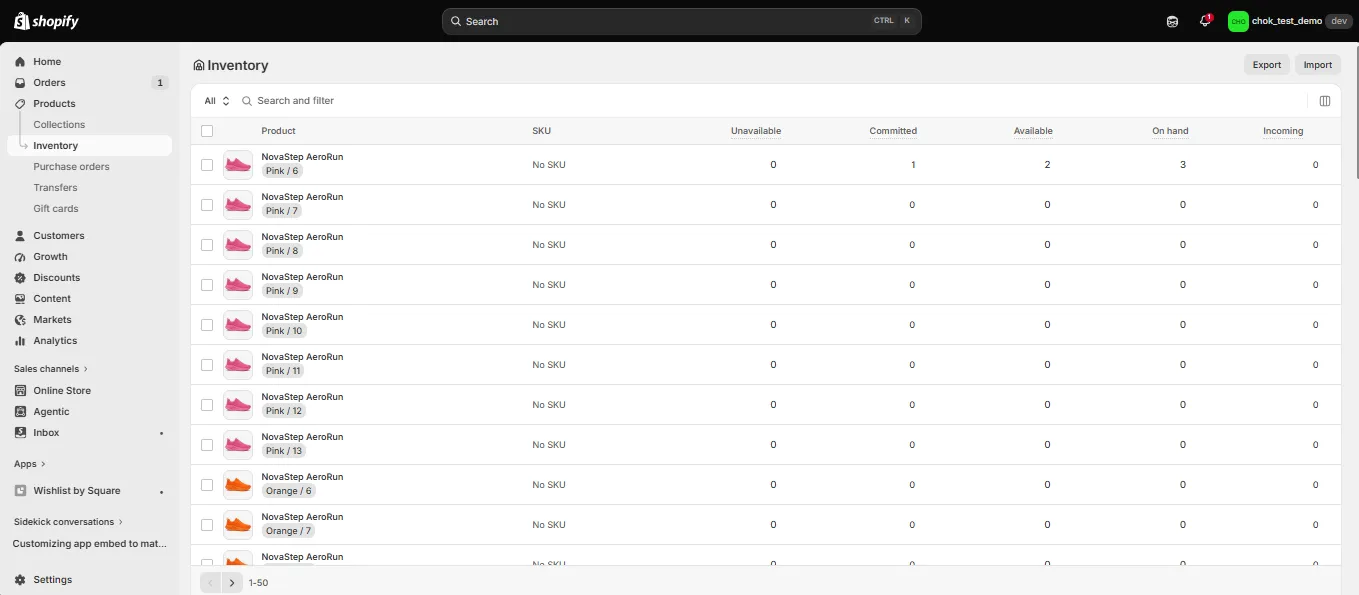 shopify
Search CTRL K
1
CHO chok_test_demo dev
Home
Orders 1
Products
Collections
Inventory
Purchase orders
Transfers
Gift cards
Customers
Growth
Discounts
Content
Markets
Analytics
Sales channels >
Online Store
Agentic
Inbox
Apps >
Wishlist by Square
Sidekick conversations >
Customizing app embed to mat...
Settings
Inventory Export Import
All Search and filter
Product SKU Unavailable Committed Available On hand Incoming
NovaStep AeroRun
Pink / 6 No SKU 0 1 2 3 0
NovaStep AeroRun
Pink / 7 No SKU 0 0 0 0 0
NovaStep AeroRun
Pink / 8 No SKU 0 0 0 0 0
NovaStep AeroRun
Pink / 9 No SKU 0 0 0 0 0
NovaStep AeroRun
Pink / 10 No SKU 0 0 0 0 0
NovaStep AeroRun
Pink / 11 No SKU 0 0 0 0 0
NovaStep AeroRun
Pink / 12 No SKU 0 0 0 0 0
NovaStep AeroRun
Pink / 13 No SKU 0 0 0 0 0
NovaStep AeroRun
Orange / 6 No SKU 0 0 0 0 0
NovaStep AeroRun
Orange / 7 No SKU 0 0 0 0 0
NovaStep AeroRun
No SKU 0 0 0 0 0
1-50